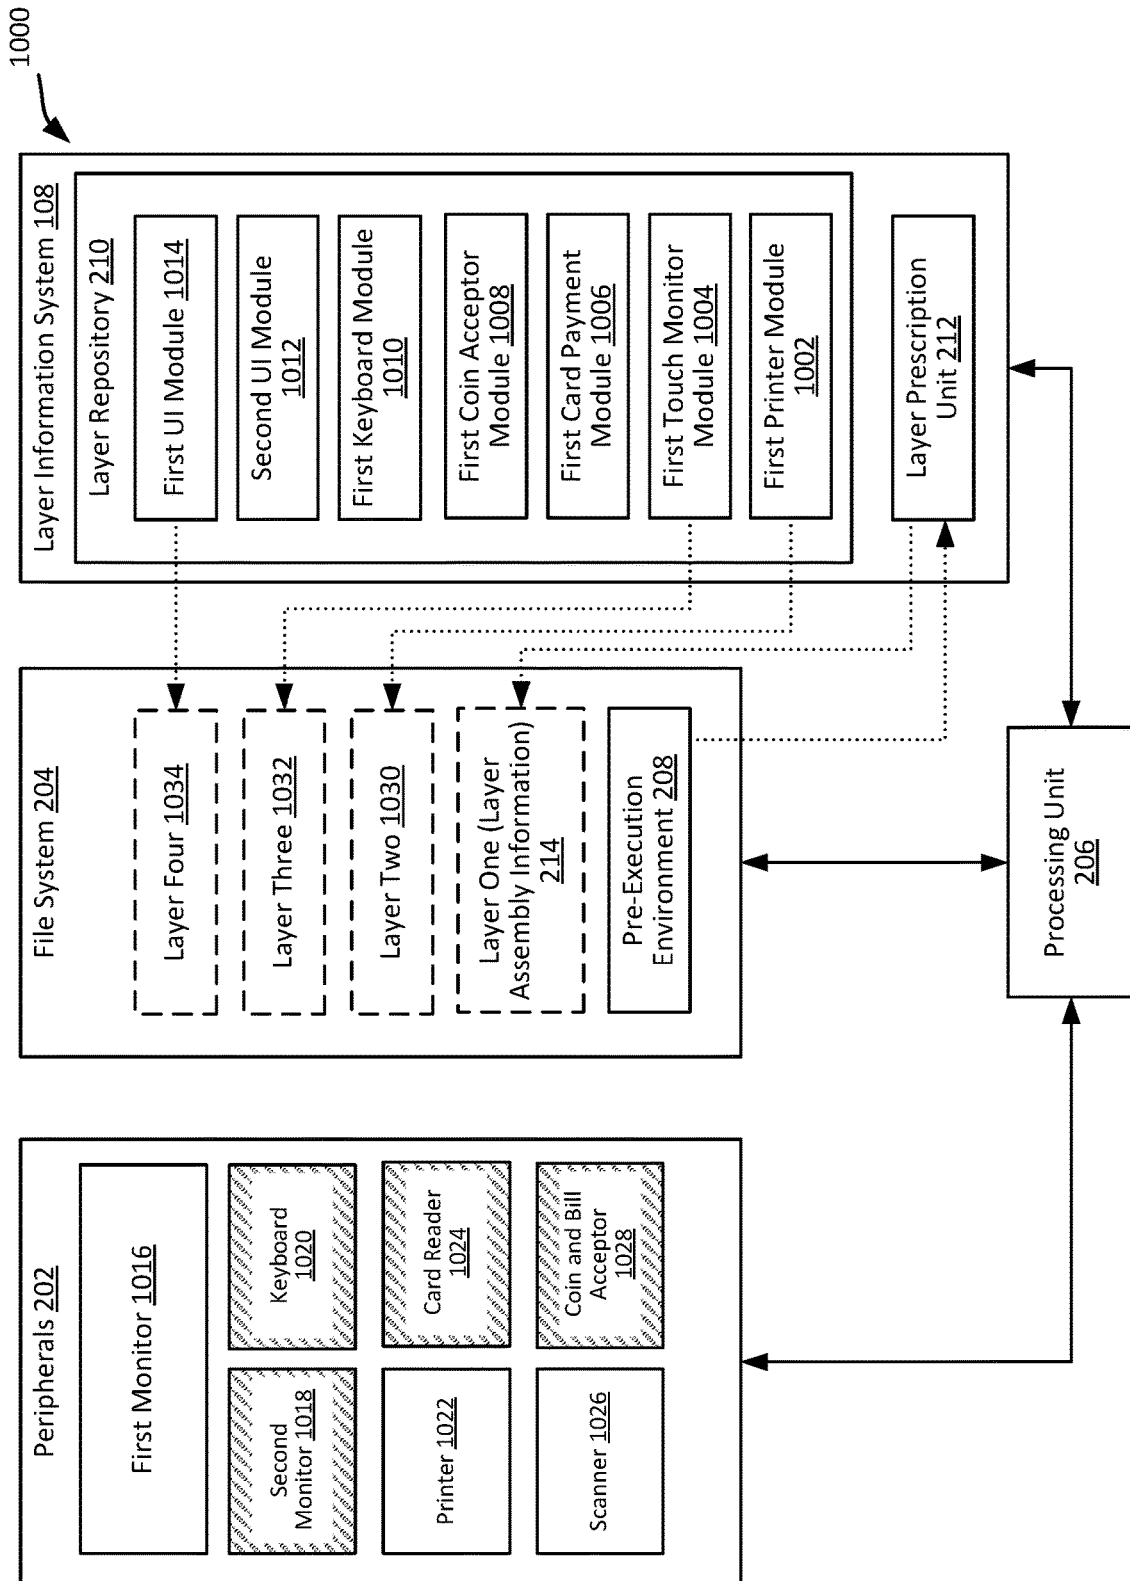 1000
Peripherals 202
First Monitor 1016
Second
Monitor 1018
Keyboard
1020
Printer 1022
Card Reader
1024
Scanner 1026
Coin and Bill
Acceptor
1028
File System 204
Layer Four 1034
Layer Three 1032
Layer Two 1030
Layer One (Layer
Assembly Information)
214
Pre-Execution
Environment 208
Layer Information System 108
Layer Repository 210
First UI Module 1014
Second UI Module
1012
First Keyboard Module
1010
First Coin Acceptor
Module 1008
First Card Payment
Module 1006
First Touch Monitor
Module 1004
First Printer Module
1002
Layer Prescription
Unit 212
Processing Unit
206